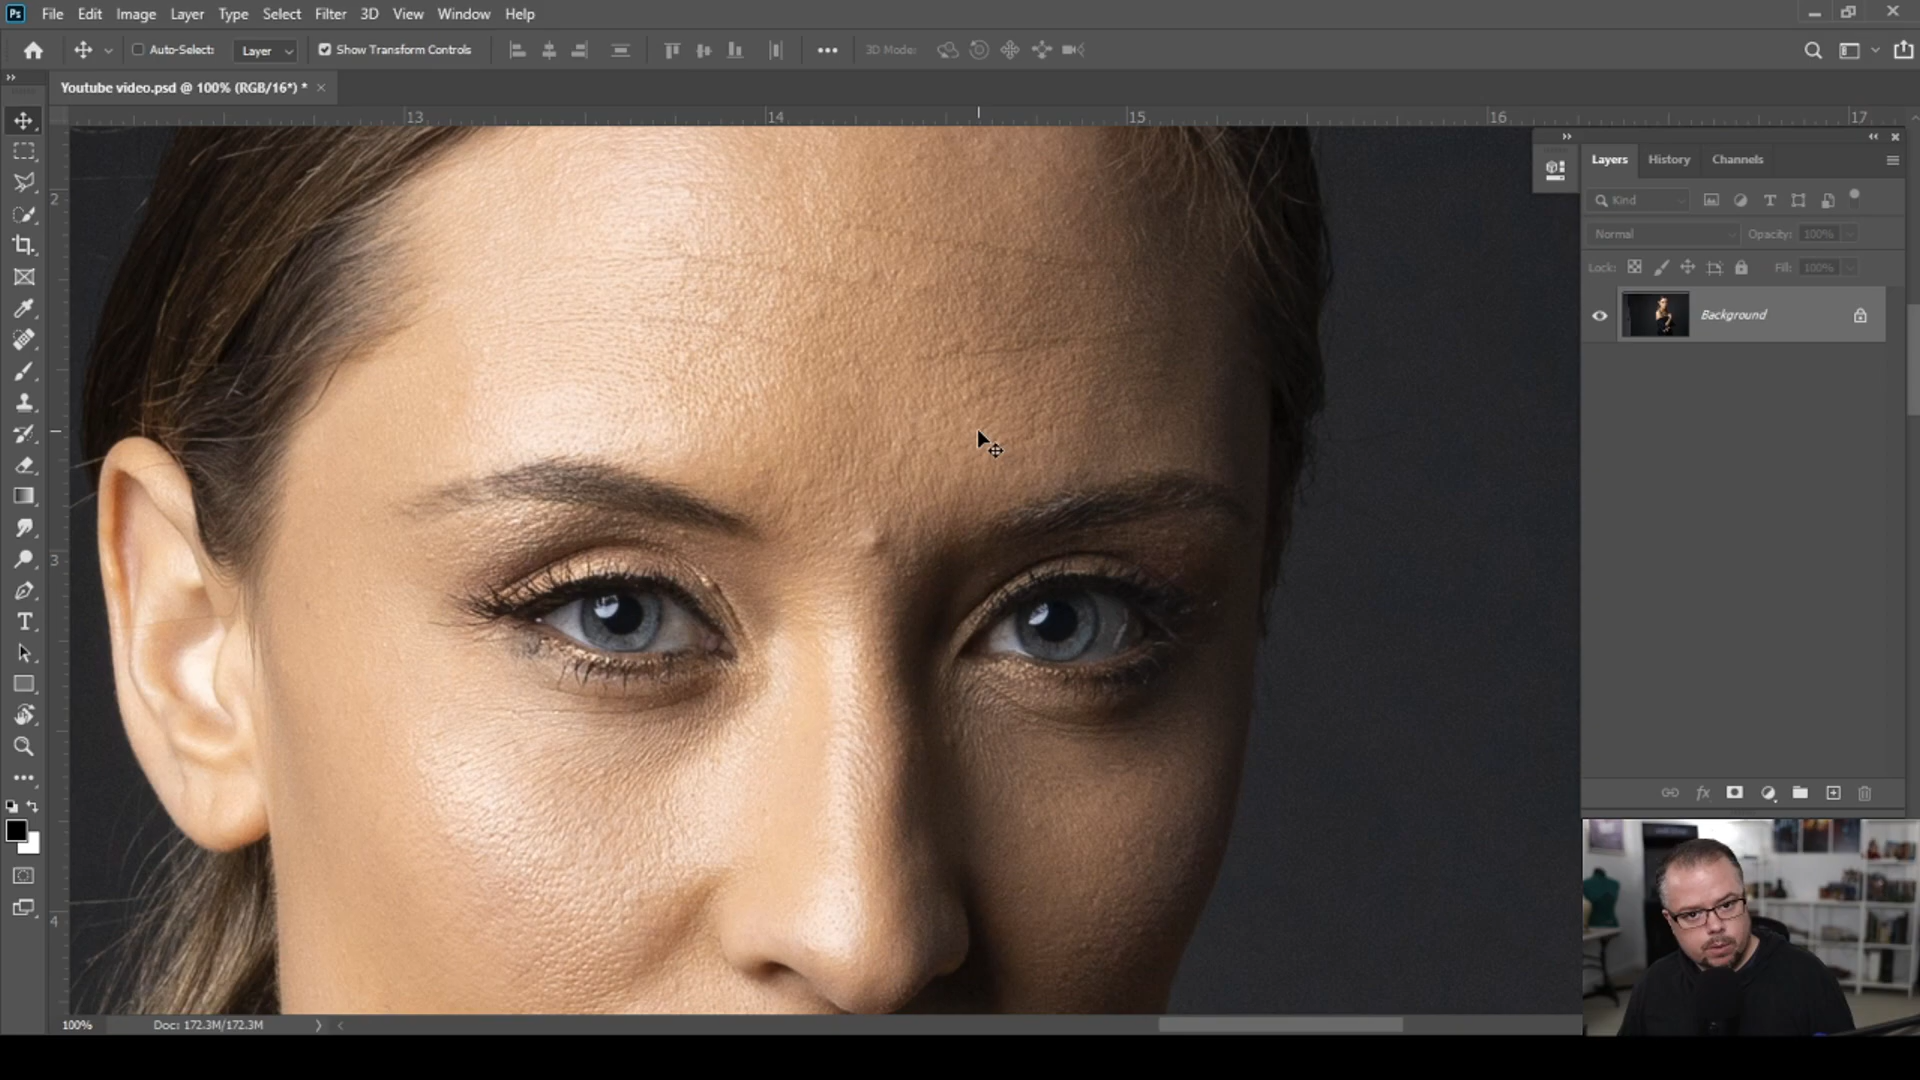 Ps File Edit Image Layer Type Select Filter 3D View Window Help
Auto-Select: Layer Show Transform Controls 3D Mode:
Youtube video.psd @ 100% (RGB/16*) *
13 14 15 16 17
2
3
4
Layers History Channels
Kind
Normal Opacity: 100%
Lock: Fill: 100%
Background
fx
100% Doc: 172.3M/172.3M